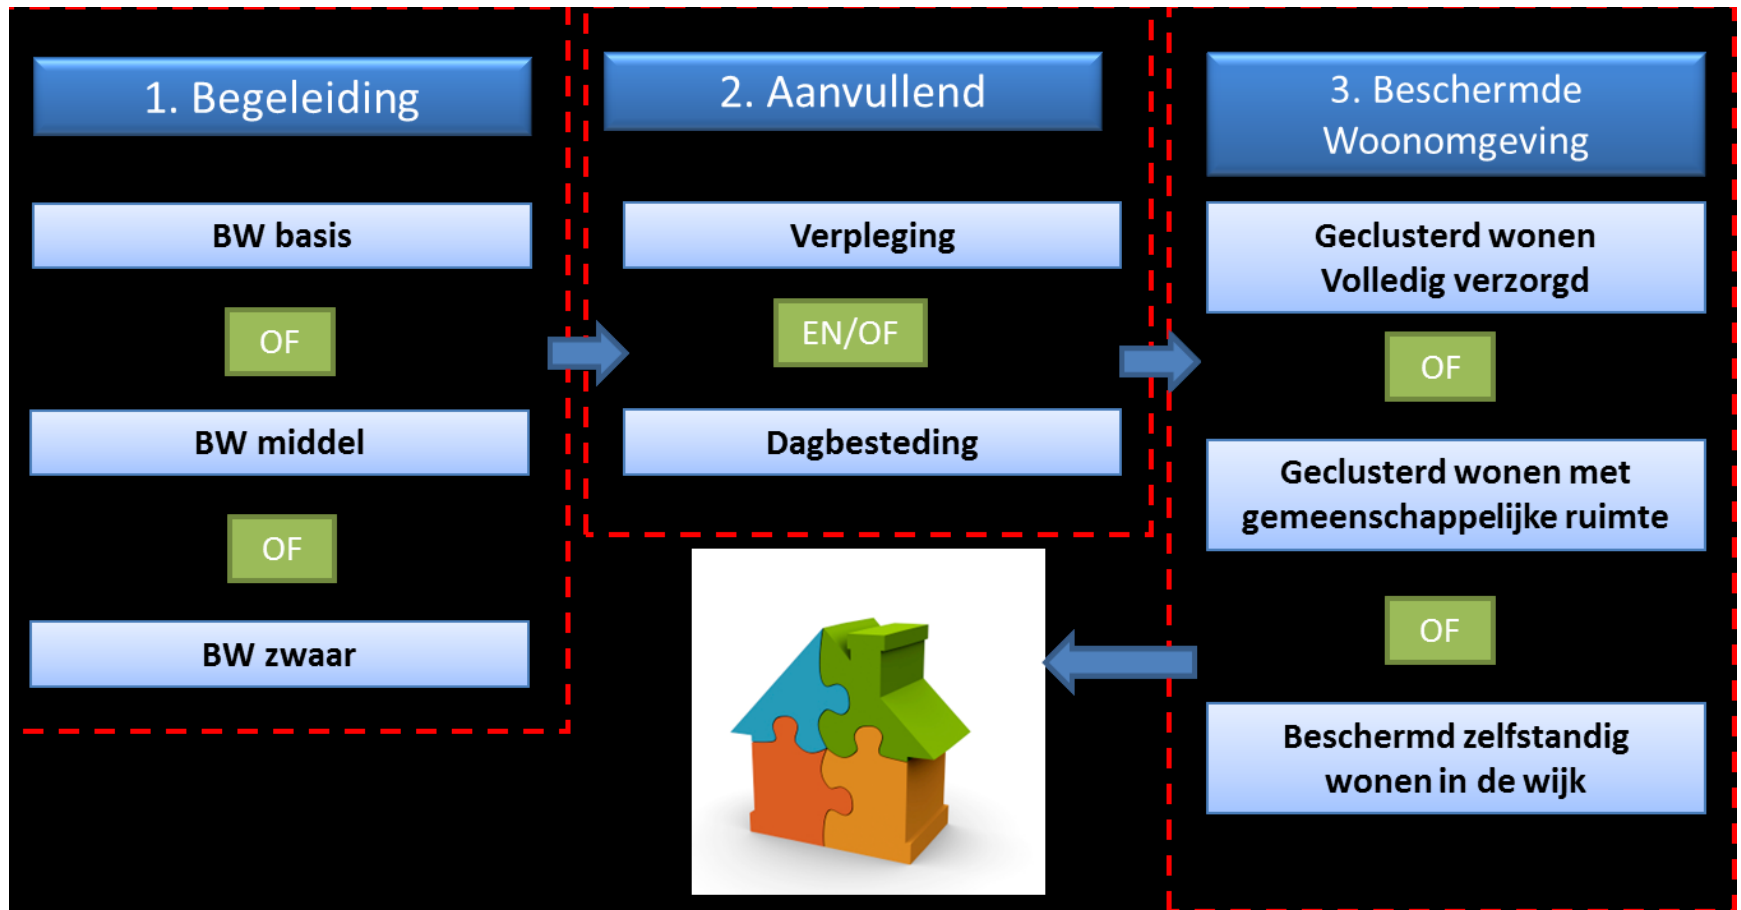 1. Begeleiding
BW basis
OF
BW middel
OF
BW zwaar
2. Aanvullend
Verpleging
EN/OF
Dagbesteding
3. Beschermde
Woonomgeving
Geclusterd wonen
Volledig verzorgd
OF
Geclusterd wonen met
gemeenschappelijke ruimte
OF
Beschermd zelfstandig
wonen in de wijk